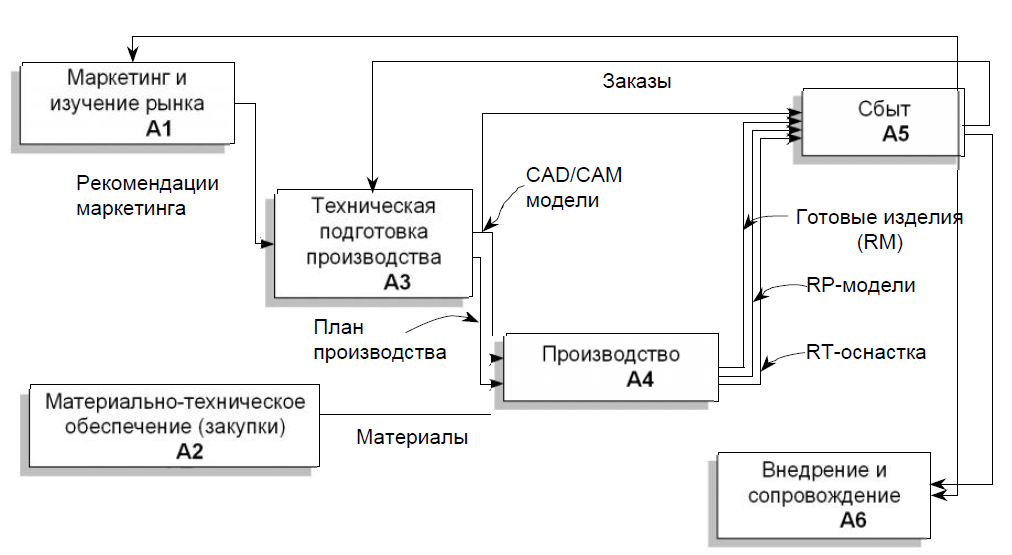 Маркетинг и
изучение рынка
А1
Заказы
Сбыт
А5
Рекомендации
маркетинга
CAD/CAM
модели
Техническая
подготовка
производства
А3
Готовые изделия
(RM)
RP-модели
План
производства
Производство
А4
RT-оснастка
Материально-техническое
обеспечение (закупки)
А2
Материалы
Внедрение и
сопровождение
А6